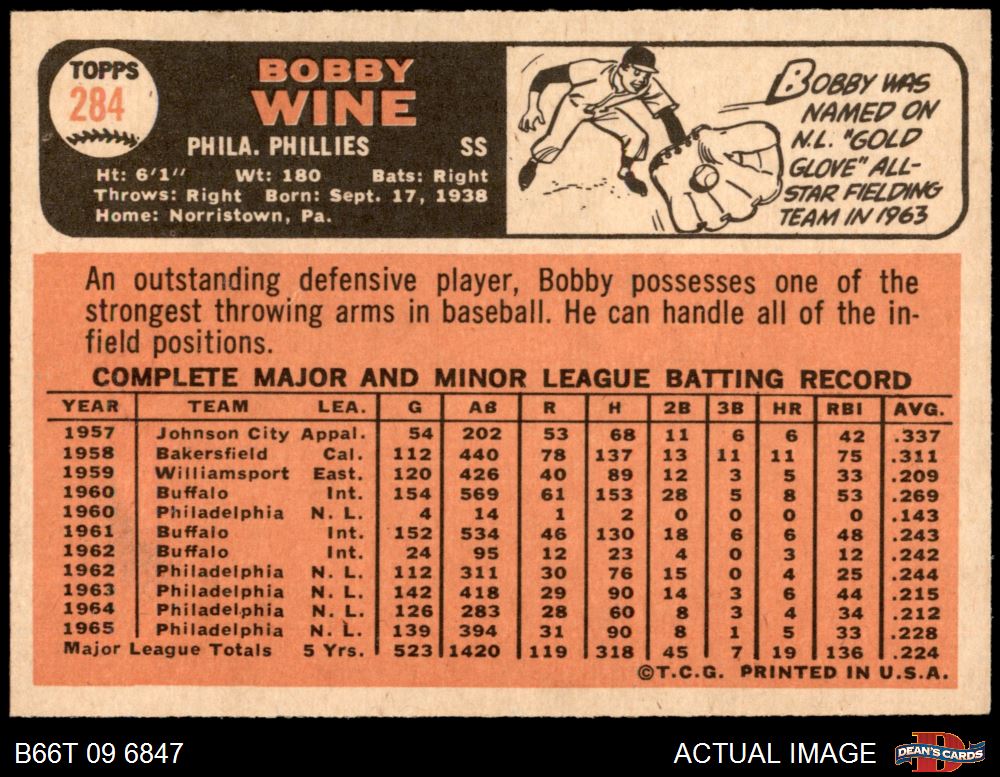 TOPPS
284
BOBBY
WINE
PHILA. PHILLIES SS
Ht: 6'1" Wt: 180 Bats: Right
Throws: Right Born: Sept. 17, 1938
Home: Norristown, Pa.
BOBBY WAS
NAMED ON
N.L. "GOLD
GLOVE" ALL-
STAR FIELDING
TEAM IN 1963
An outstanding defensive player, Bobby possesses one of the
strongest throwing arms in baseball. He can handle all of the in-
field positions.
COMPLETE MAJOR AND MINOR LEAGUE BATTING RECORD
YEAR TEAM LEA. G AB R H 2B 3B HR RBI AVG.
1957 Johnson City Appal. 54 202 53 68 11 6 6 42 .337
1958 Bakersfield Cal. 112 440 78 137 13 11 11 75 .311
1959 Williamsport East. 120 426 40 89 12 3 5 33 .209
1960 Buffalo Int. 154 569 61 153 28 5 8 53 .269
1960 Philadelphia N. L. 4 14 1 2 0 0 0 0 .143
1961 Buffalo Int. 152 534 46 130 18 6 6 48 .243
1962 Buffalo Int. 24 95 12 23 4 0 3 12 .242
1962 Philadelphia N. L. 112 311 30 76 15 0 4 25 .244
1963 Philadelphia N. L. 142 418 29 90 14 3 6 44 .215
1964 Philadelphia N. L. 126 283 28 60 8 3 4 34 .212
1965 Philadelphia N. L. 139 394 31 90 8 1 5 33 .228
Major League Totals 5 Yrs. 523 1420 119 318 45 7 19 136 .224
©T.C.G. PRINTED IN U.S.A.
B66T 09 6847
ACTUAL IMAGE
D
DEAN'S CARDS